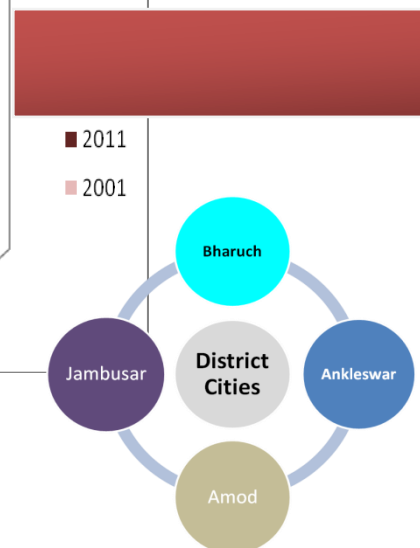 2011
2001
Bharuch
Jambusar
District
Cities
Ankleswar
Amod